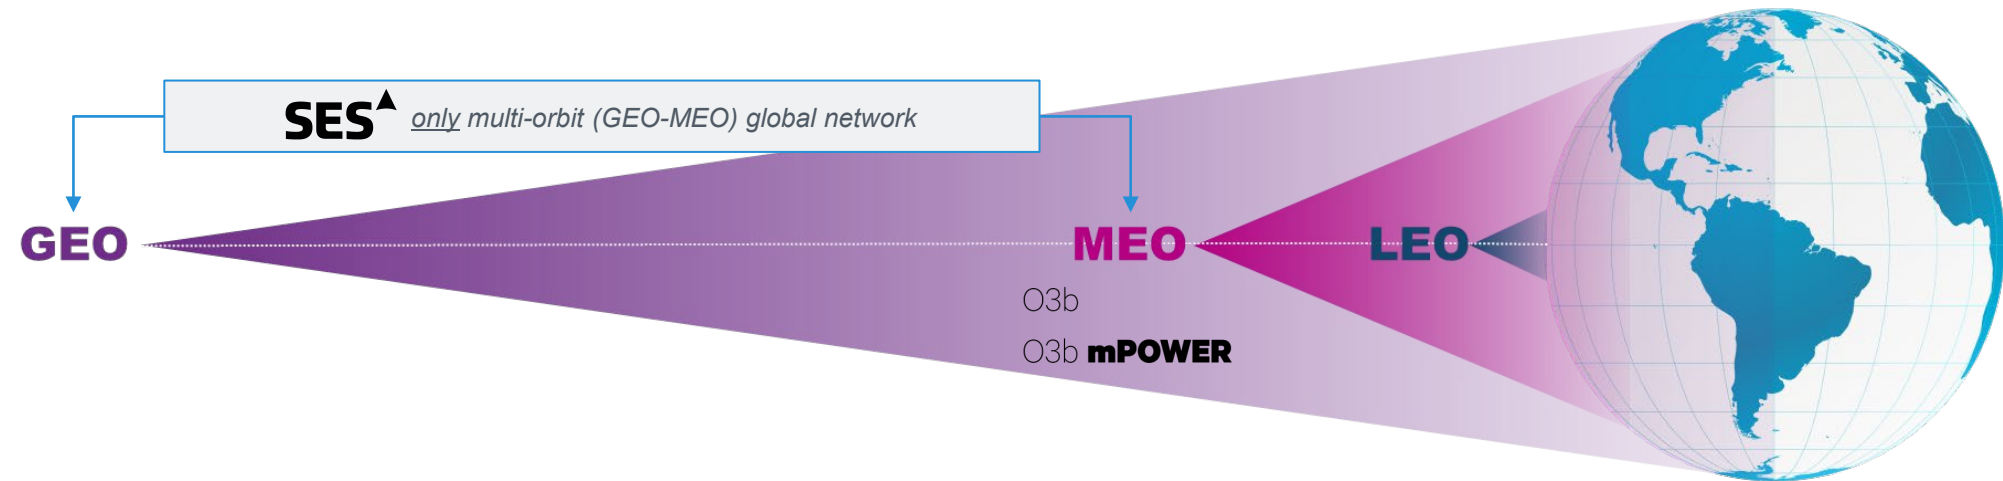 SES▲ only multi-orbit (GEO-MEO) global network
GEO
MEO
LEO
O3b
O3b mPOWER